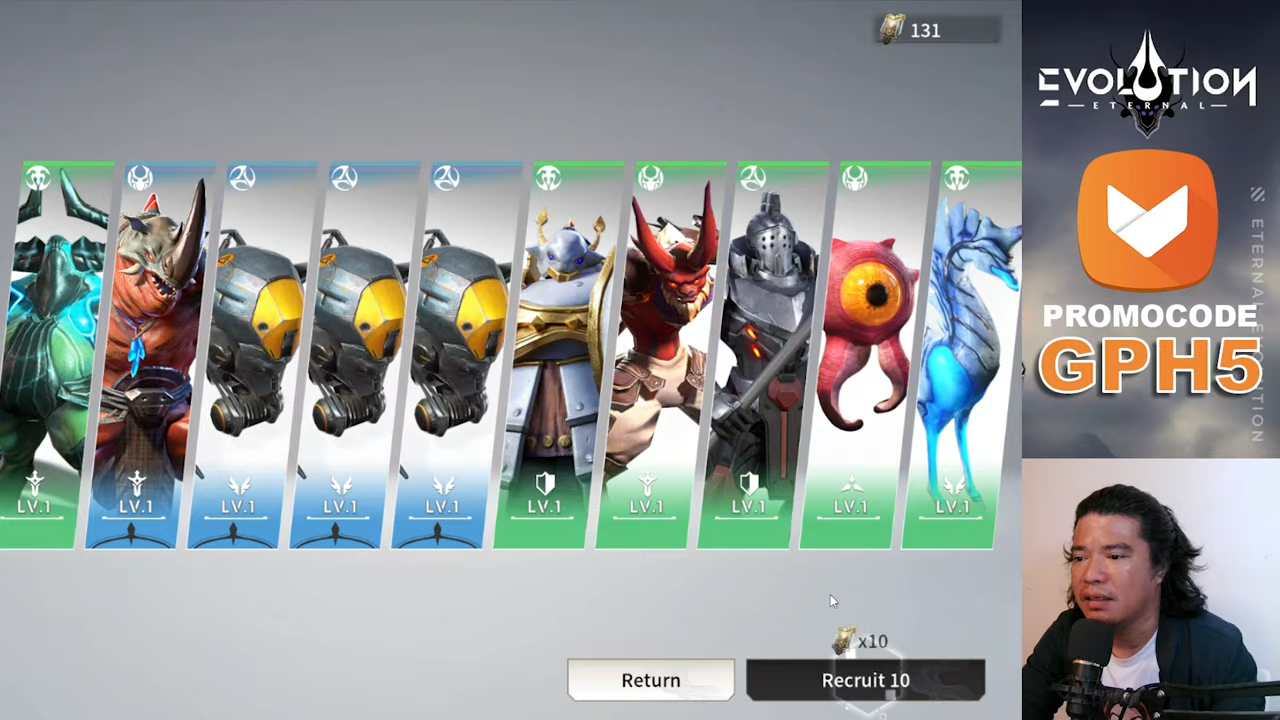 131
LV.1
LV.1
LV.1
LV.1
LV.1
LV.1
LV.1
LV.1
LV.1
LV.1
x10
Return
Recruit 10
EVOLUTION
ETERNAL
PROMOCODE
GPH5
ETERNAL EVOLUTION